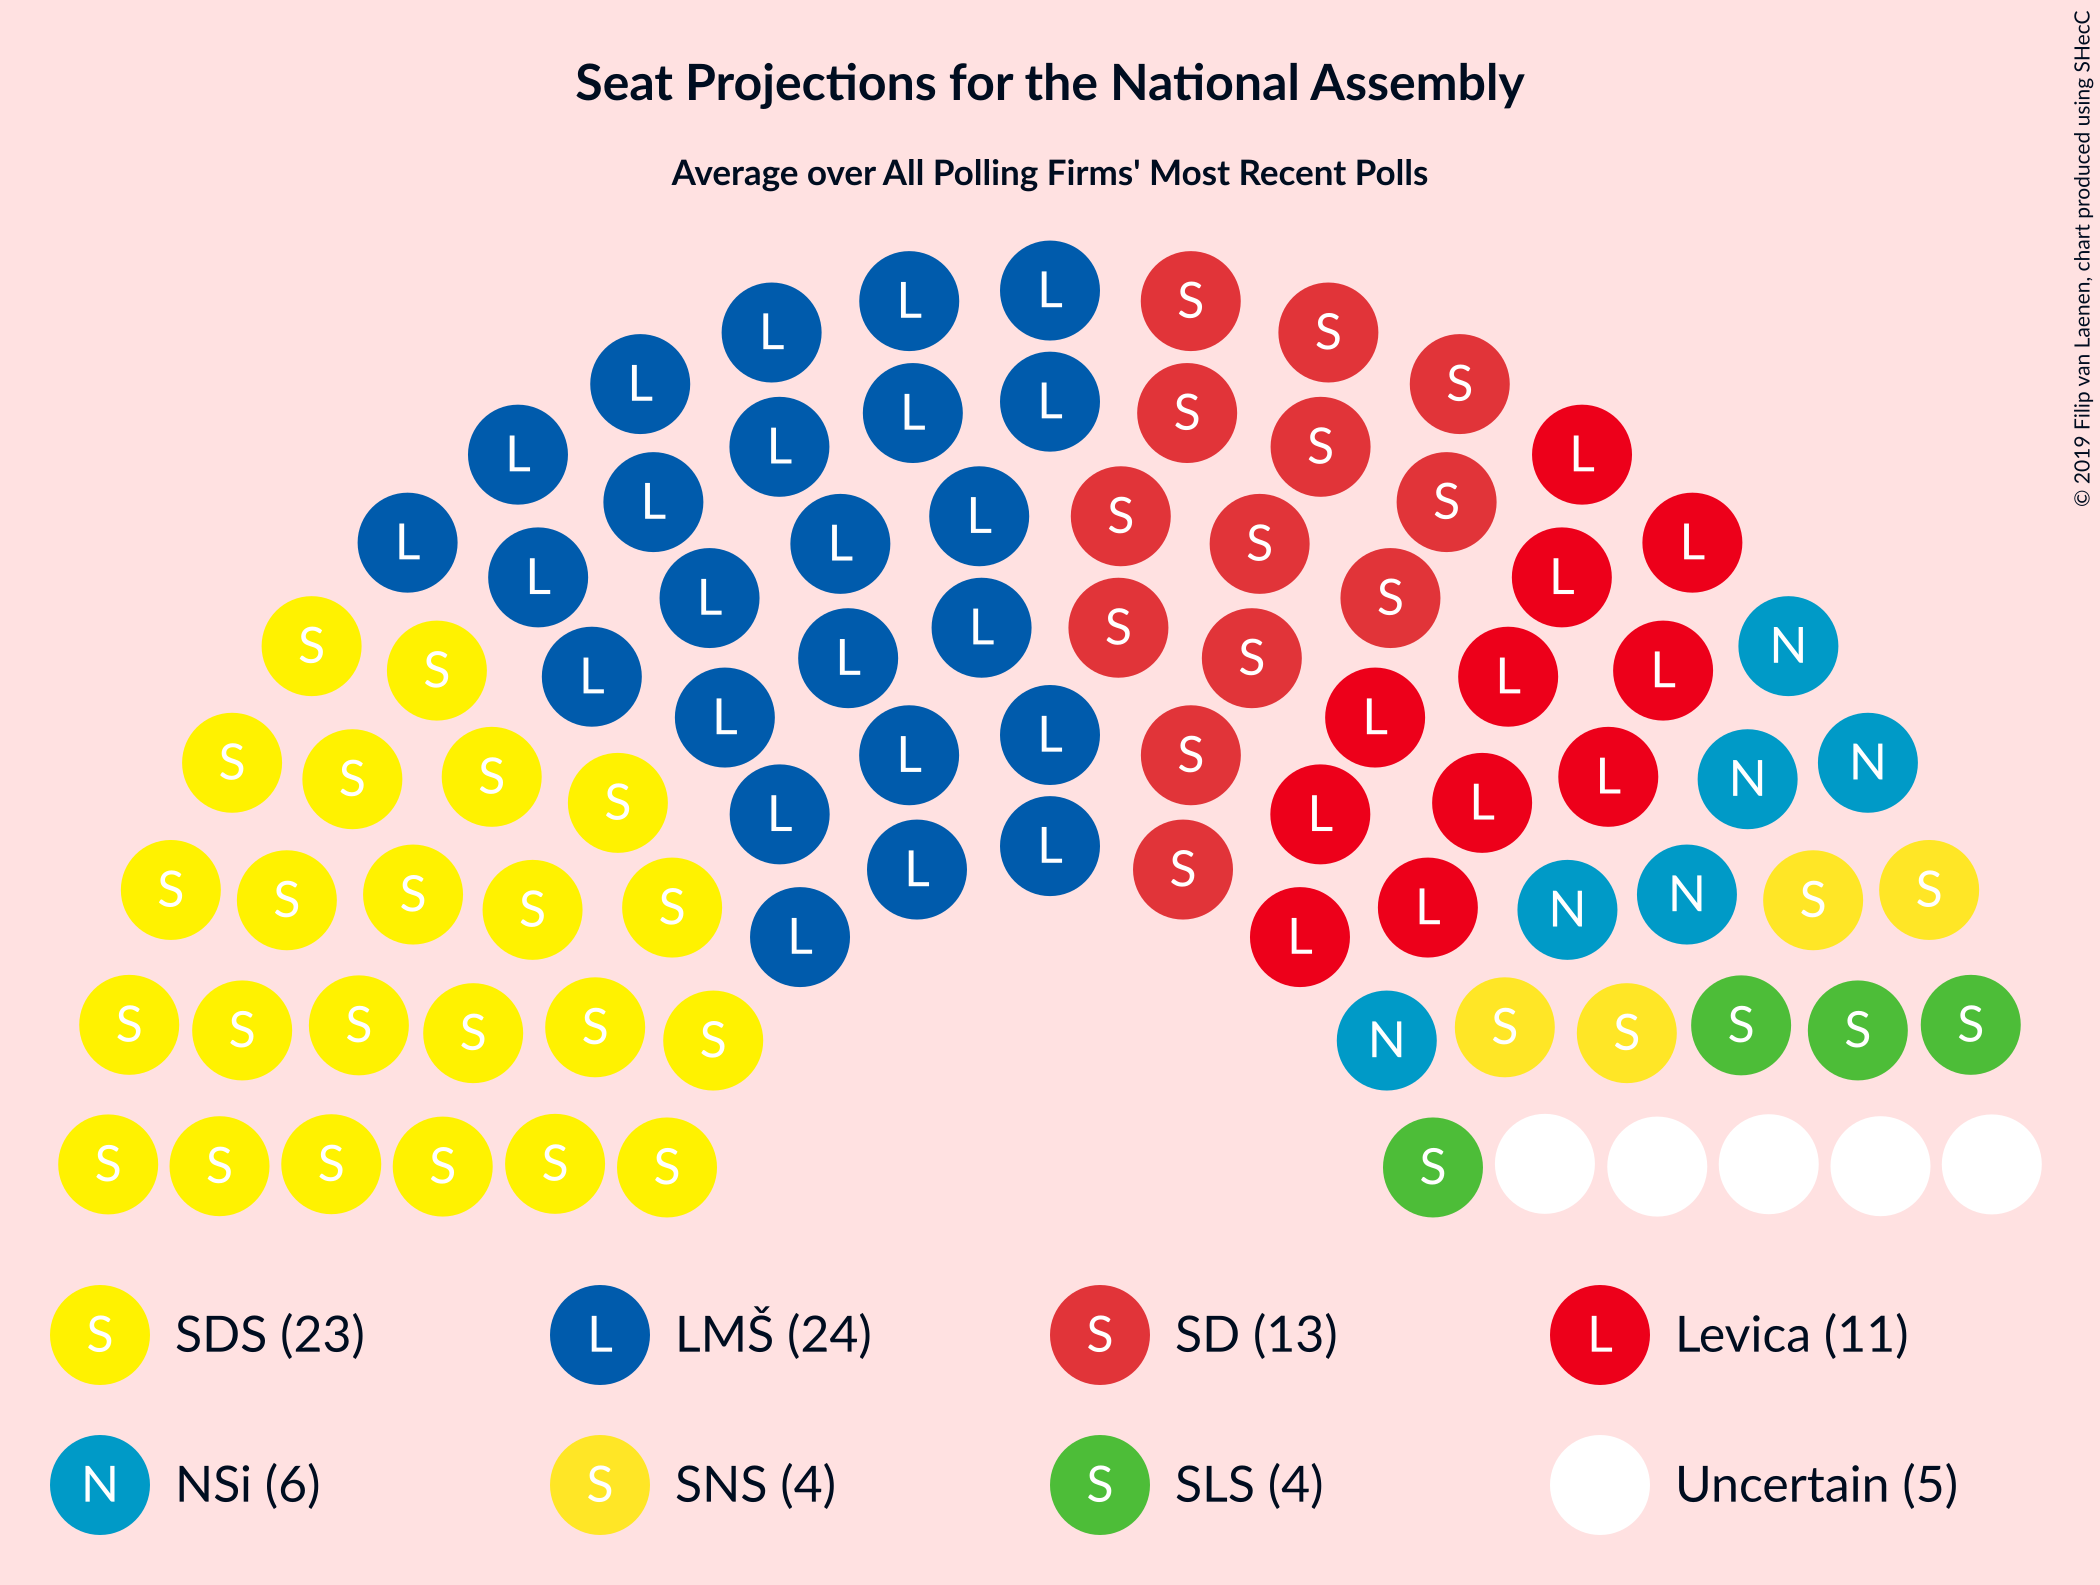 Seat Projections for the National Assembly
Average over All Polling Firms' Most Recent Polls
© 2019 Filip van Laenen, chart produced using SHecC
L L L S S
L L S
L L L S S L
L S
L L S L
L L S
L L S L
S L L S N
S L L S L L
L L
S S S L L S L L N N
S L L L
S S S S S L S L L N N S S
L L
S S S S S S N S S S S S
S S S S S S S
S SDS (23) L LMŠ (24) S SD (13) L Levica (11)
N NSi (6) S SNS (4) S SLS (4) Uncertain (5)